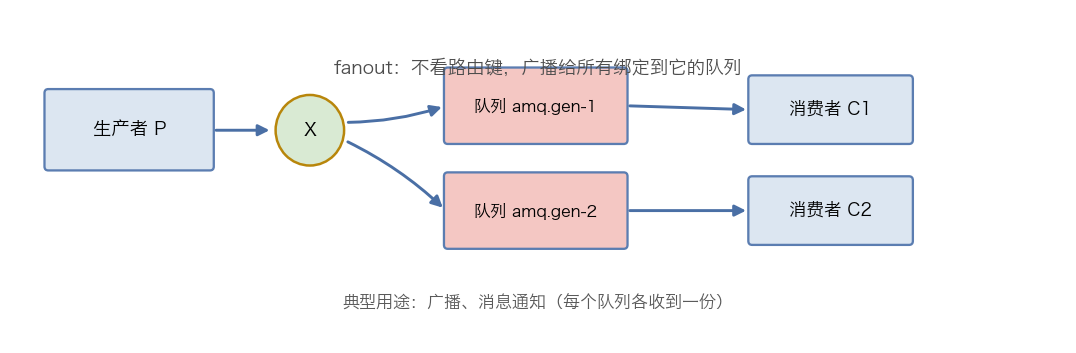 fanout：不看路由键，广播给所有绑定到它的队列
生产者 P
X
队列 amq.gen-1
消费者 C1
队列 amq.gen-2
消费者 C2
典型用途：广播、消息通知（每个队列各收到一份）